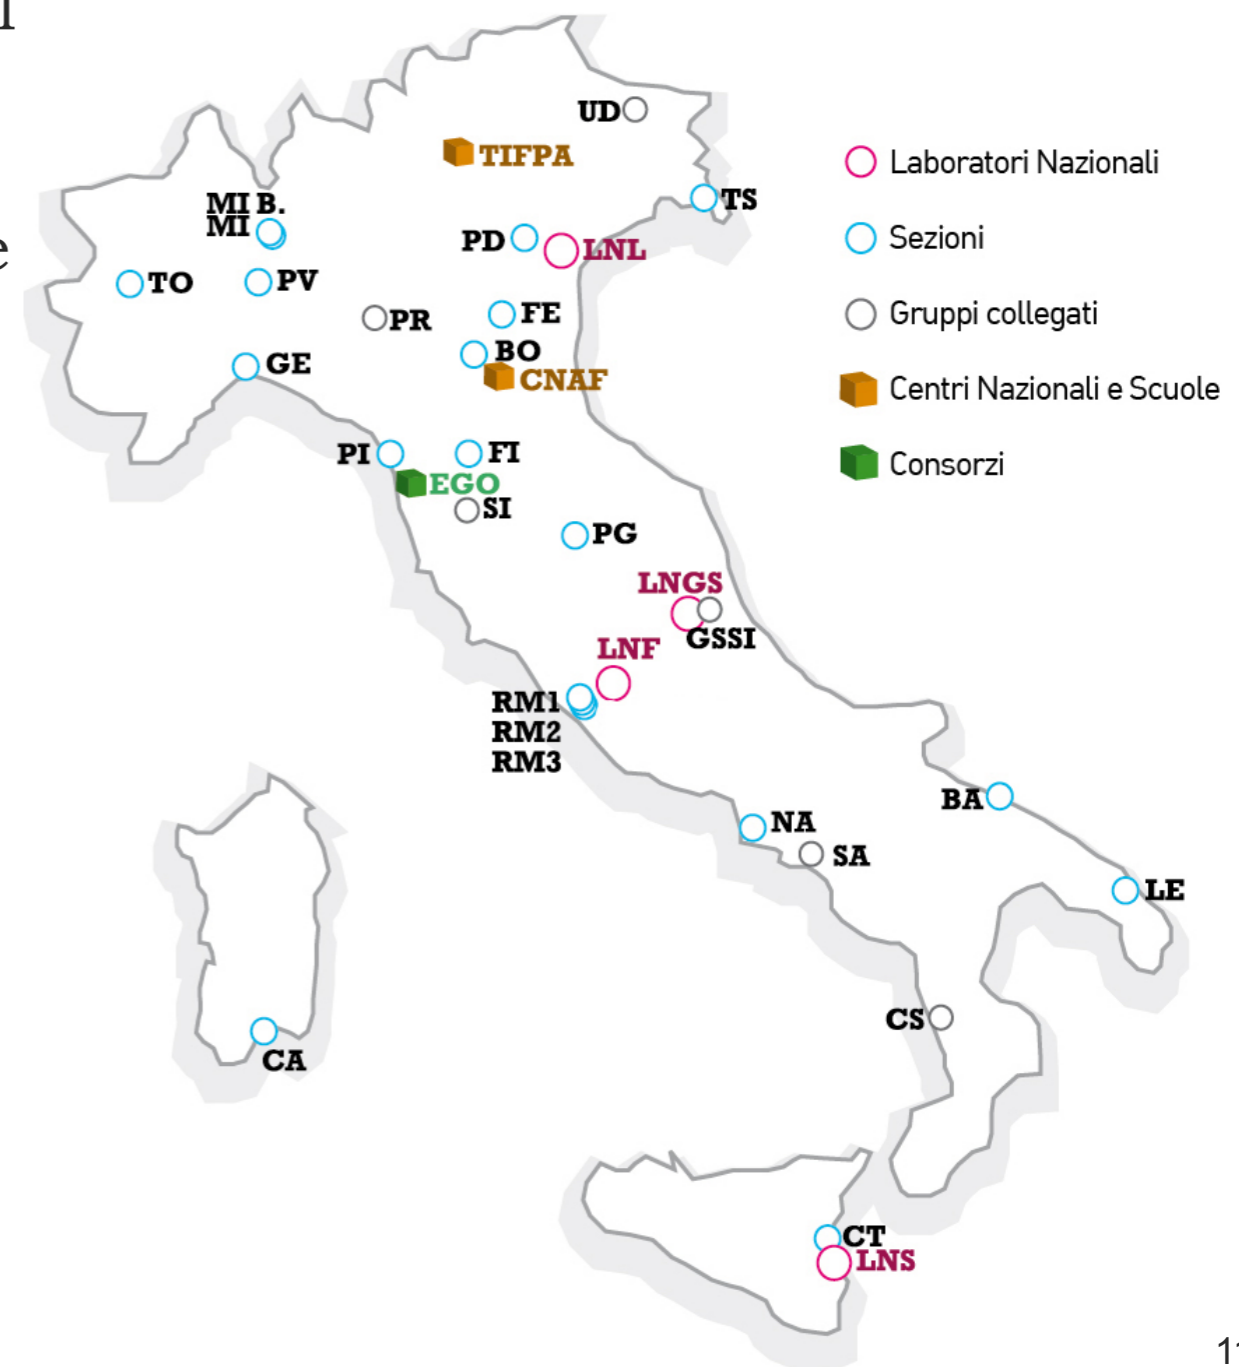 UD
TIFPA
MI B.
MI
TS
PD
LNL
TO
PV
PR
FE
BO
CNAF
GE
PI
FI
EGO
SI
PG
LNGS
GSSI
LNF
RM1
RM2
RM3
BA
NA
SA
LE
CS
CA
CT
LNS
Laboratori Nazionali
Sezioni
Gruppi collegati
Centri Nazionali e Scuole
Consorzi
e